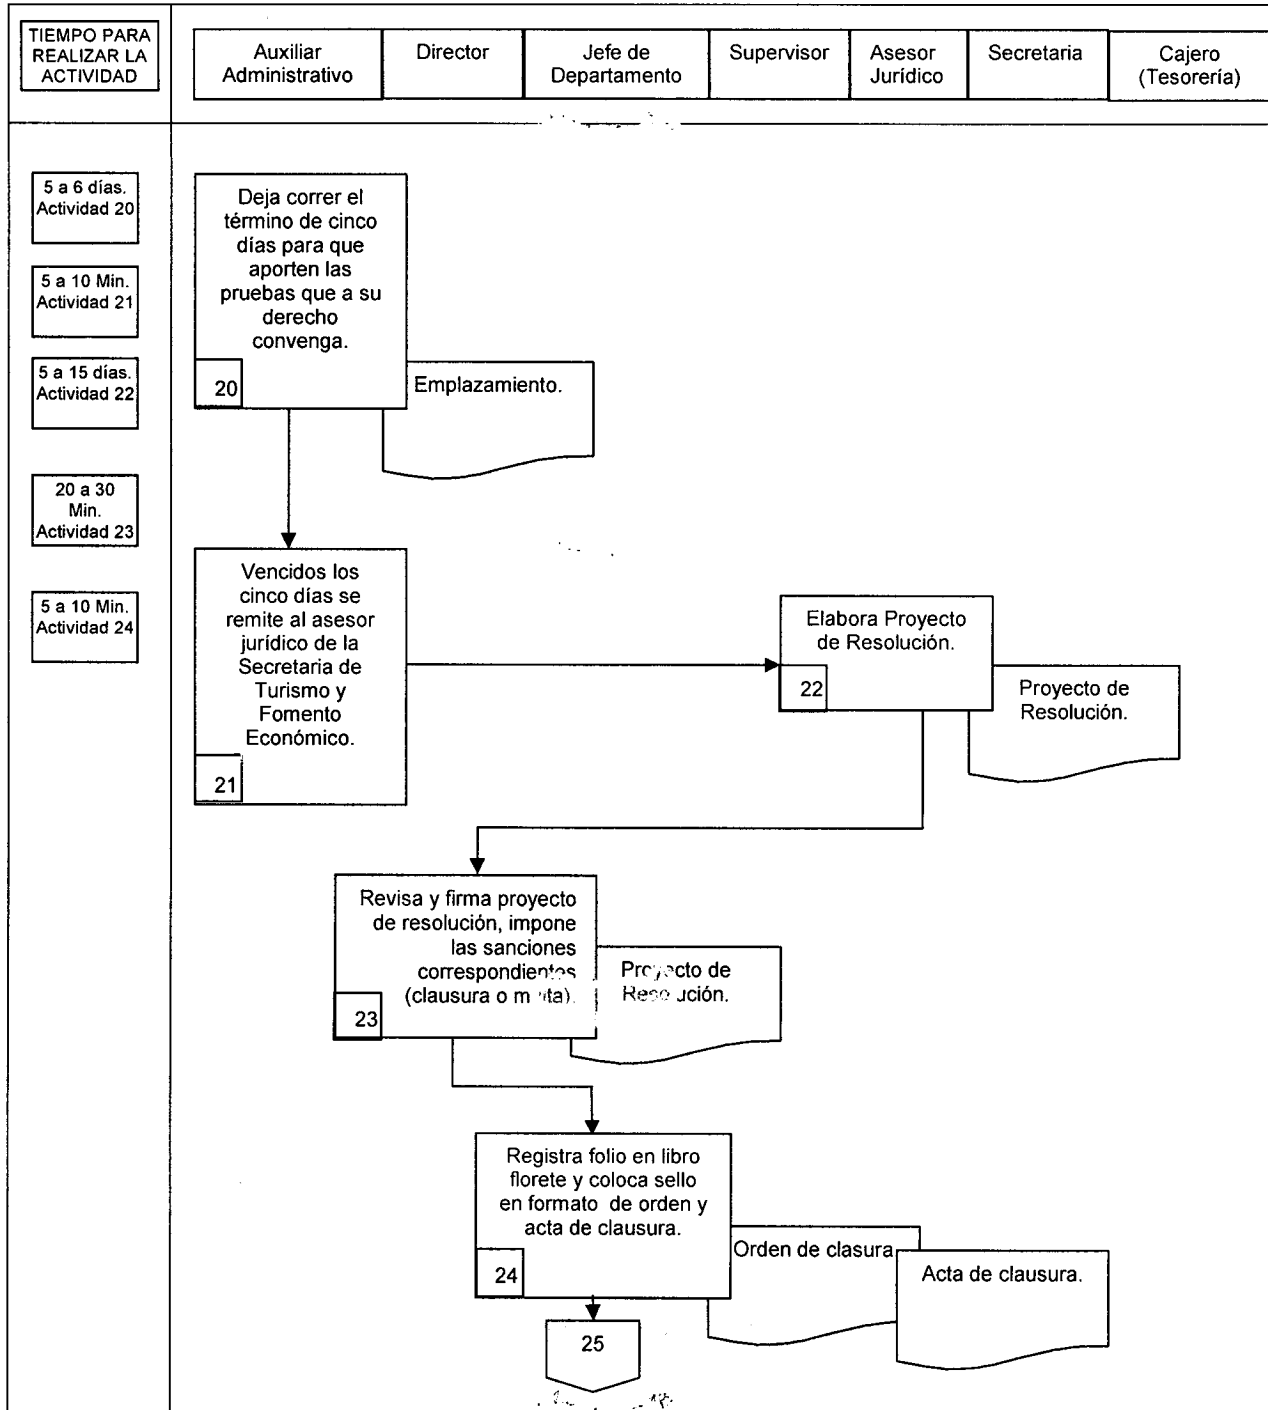 TIEMPO PARA
REALIZAR LA
ACTIVIDAD
Auxiliar
Administrativo
Director
Jefe de
Departamento
Supervisor
Asesor
Jurídico
Secretaria
Cajero
(Tesorería)
5 a 6 días.
Actividad 20
5 a 10 Min.
Actividad 21
5 a 15 días.
Actividad 22
20 a 30
Min.
Actividad 23
5 a 10 Min.
Actividad 24
Deja correr el
término de cinco
días para que
aporten las
pruebas que a su
derecho
convenga.
20
Emplazamiento.
Vencidos los
cinco días se
remite al asesor
jurídico de la
Secretaria de
Turismo y
Fomento
Económico.
21
Elabora Proyecto
de Resolución.
22
Proyecto de
Resolución.
Revisa y firma proyecto
de resolución, impone
las sanciones
correspondientes
(clausura o multa).
23
Proyecto de
Resolución.
Registra folio en libro
florete y coloca sello
en formato de orden y
acta de clausura.
24
Orden de clasura
Acta de clausura.
25